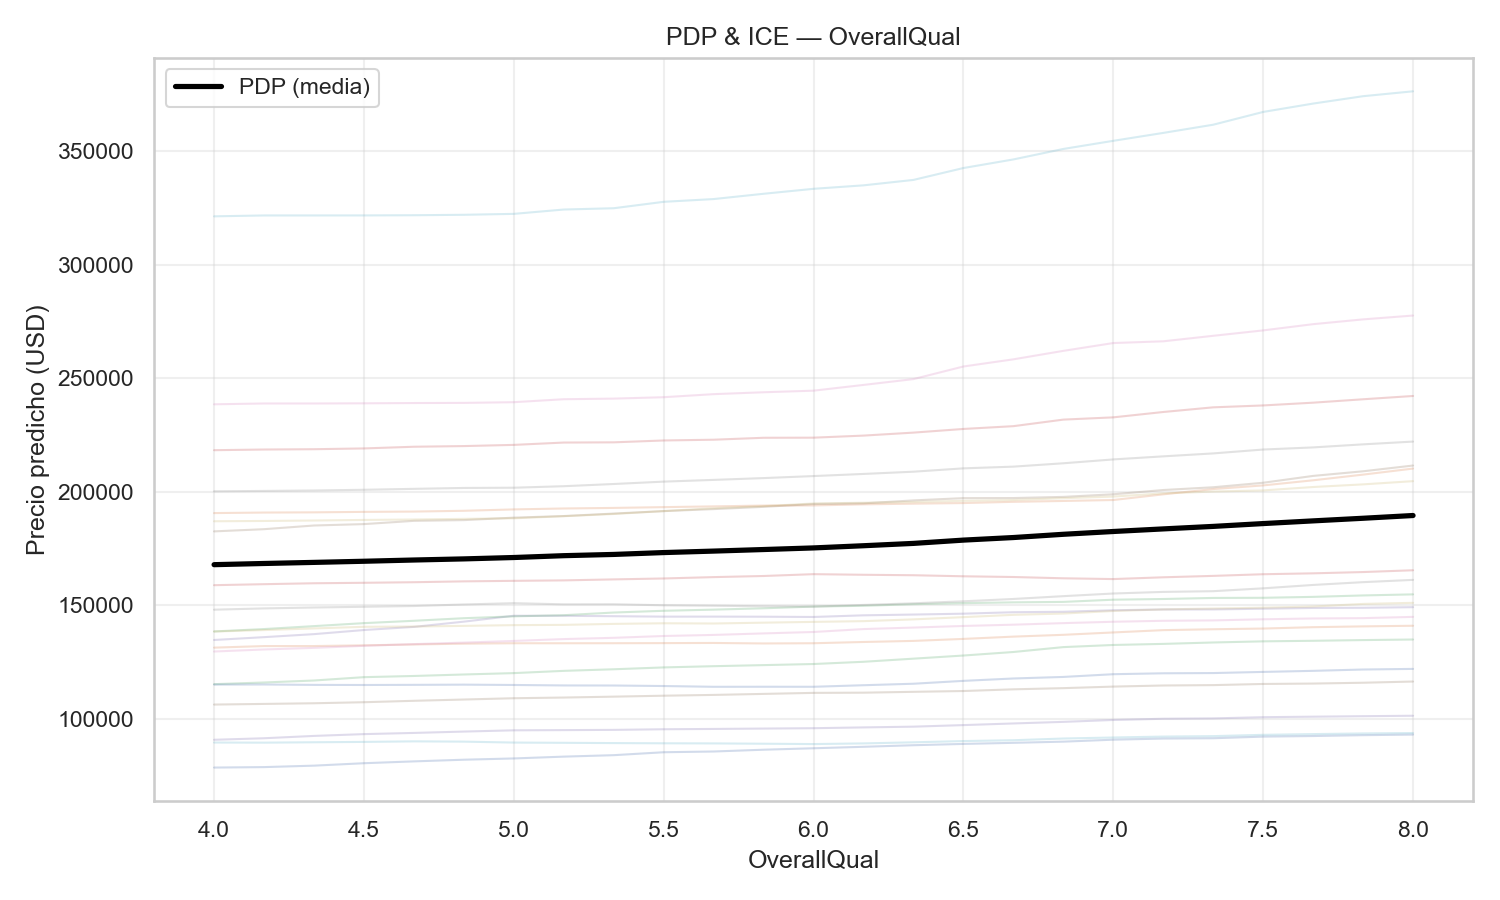 PDP & ICE — OverallQual
PDP (media)
Precio predicho (USD)
350000
300000
250000
200000
150000
100000
4.0 4.5 5.0 5.5 6.0 6.5 7.0 7.5 8.0
OverallQual